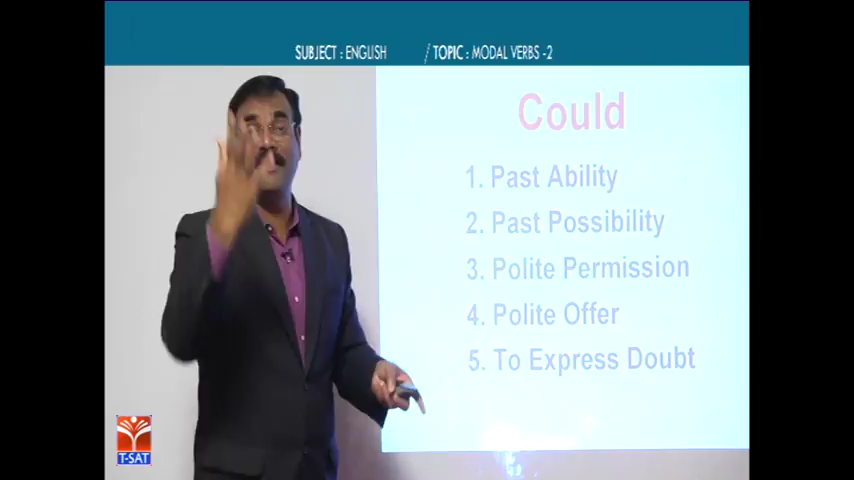 SUBJECT : ENGLISH / TOPIC : MODAL VERBS -2
Could
1. Past Ability
2. Past Possibility
3. Polite Permission
4. Polite Offer
5. To Express Doubt
T-SAT